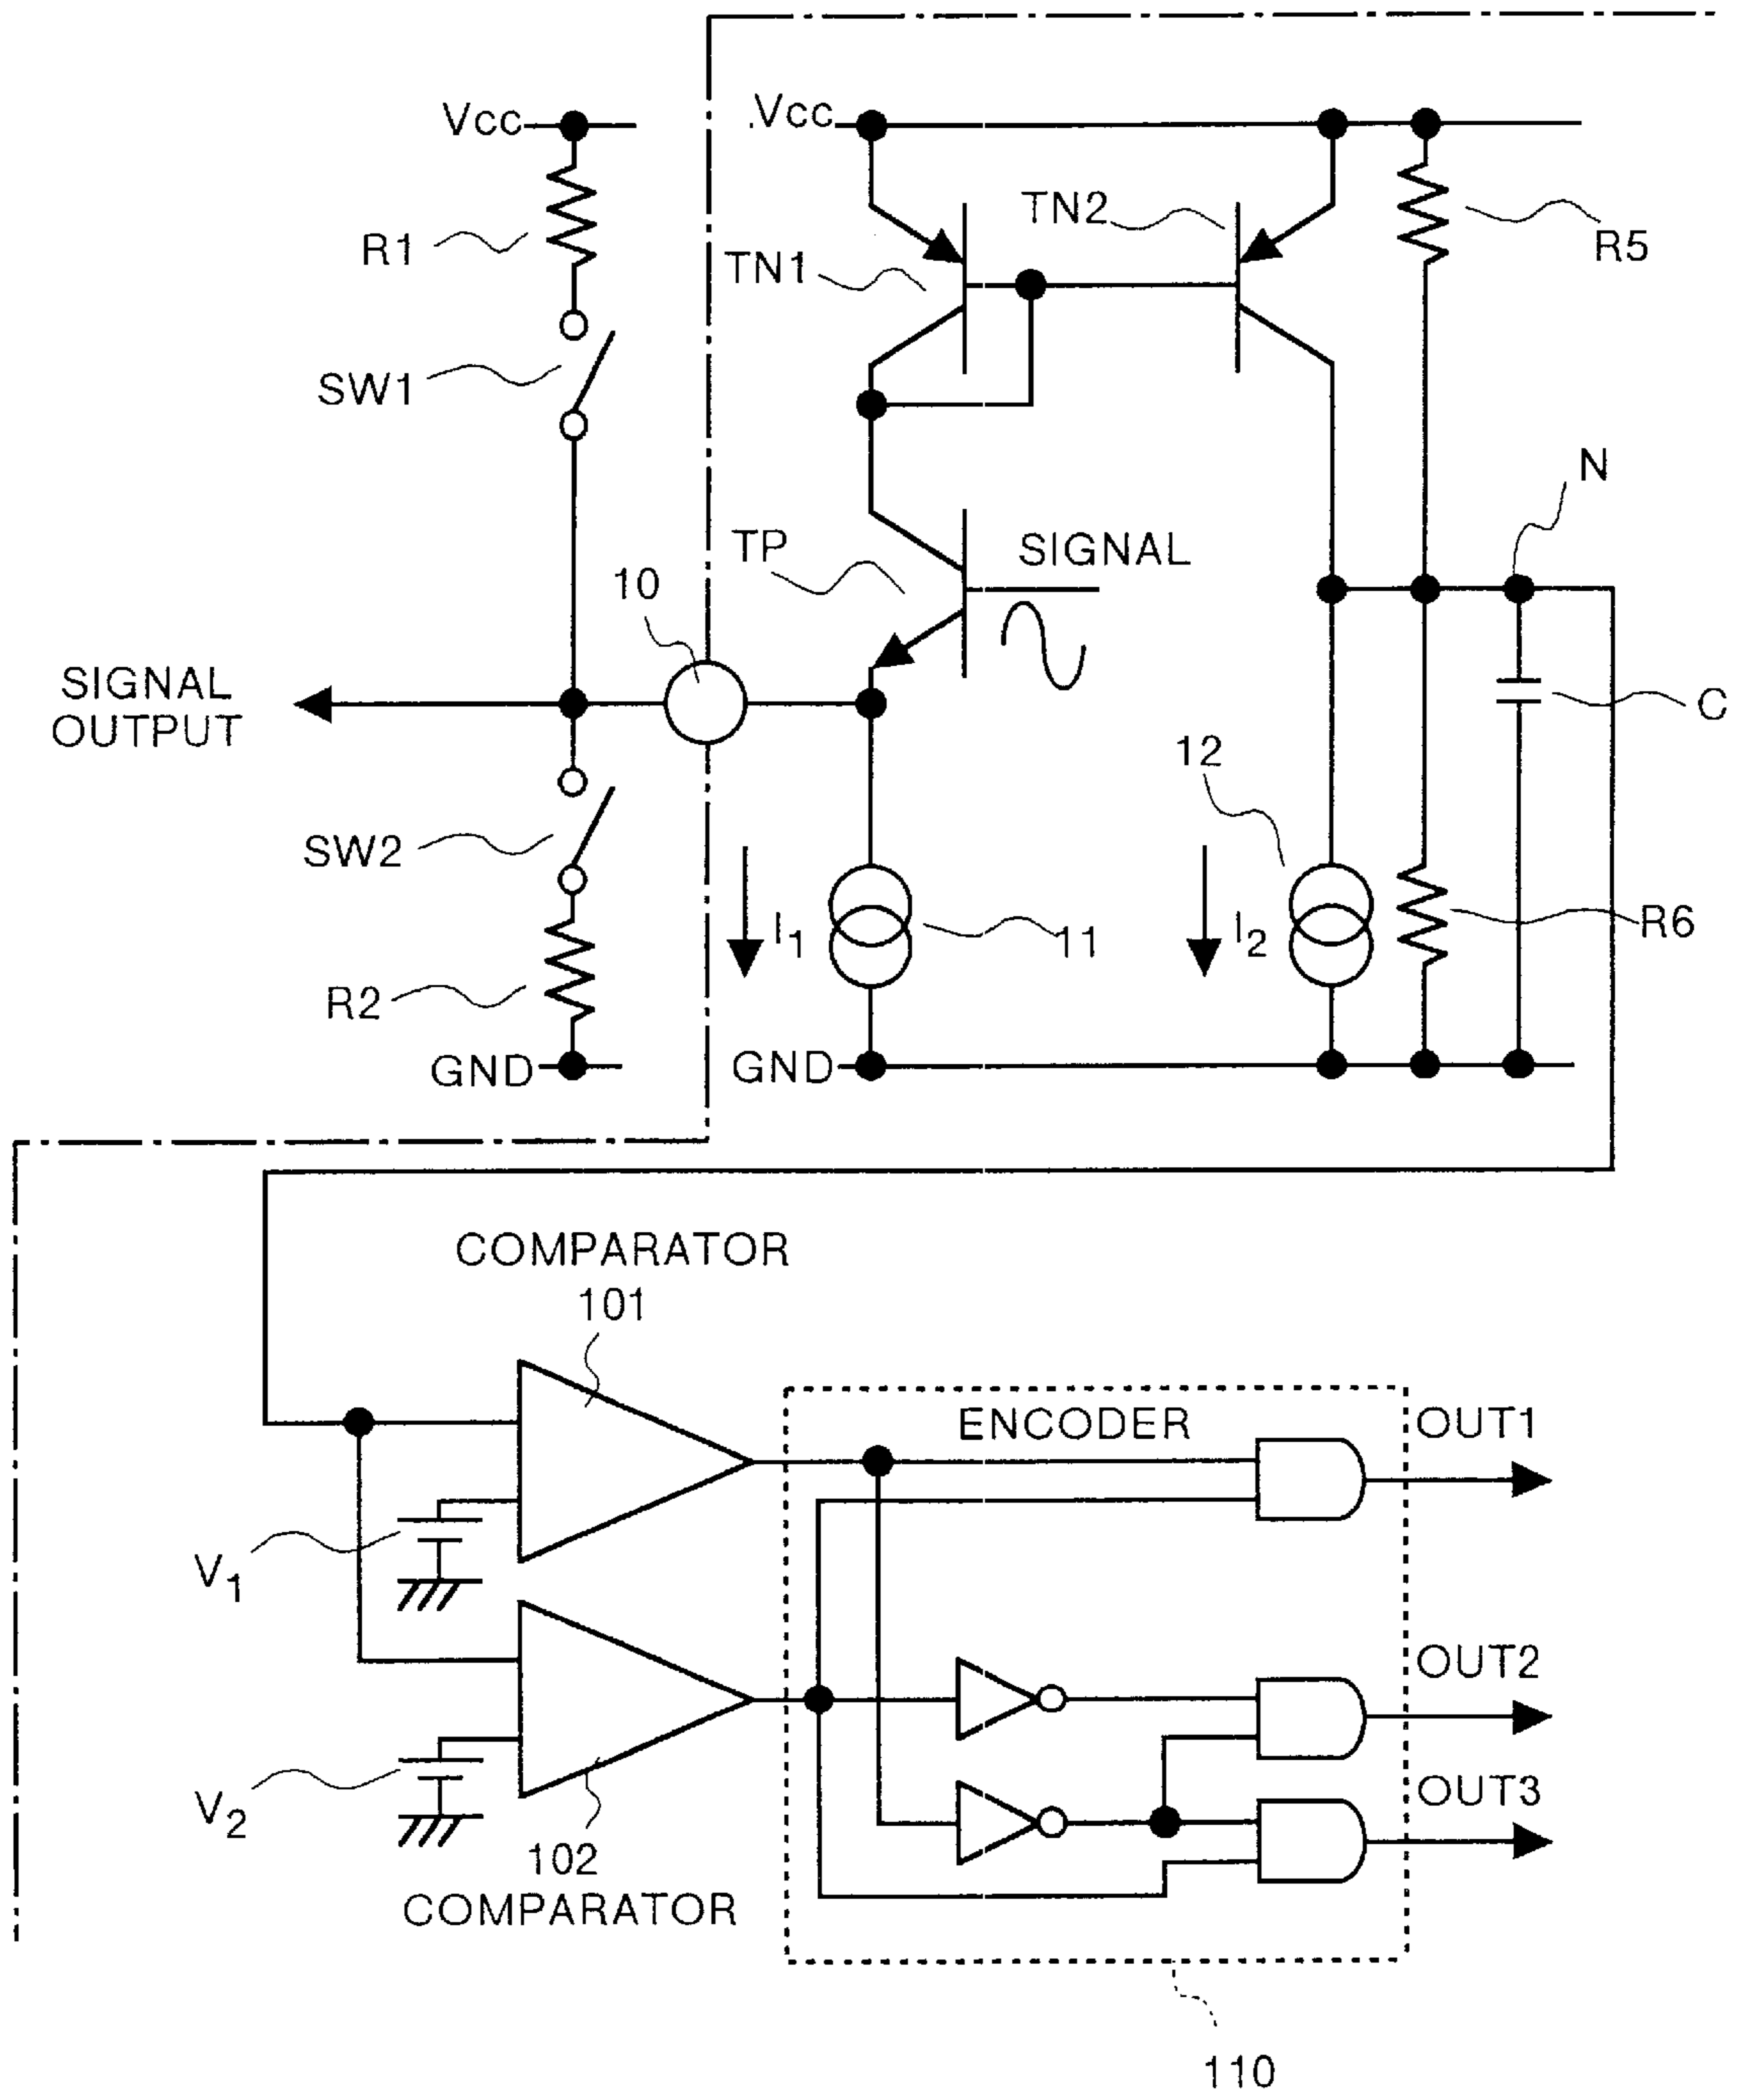 Vcc
.Vcc
R1
TN1
TN2
R5
SW1
N
TP
SIGNAL
10
SIGNAL
OUTPUT
C
12
SW2
I1
11
I2
R6
R2
GND
GND
COMPARATOR
101
ENCODER
OUT1
V1
OUT2
V2
OUT3
102
COMPARATOR
110